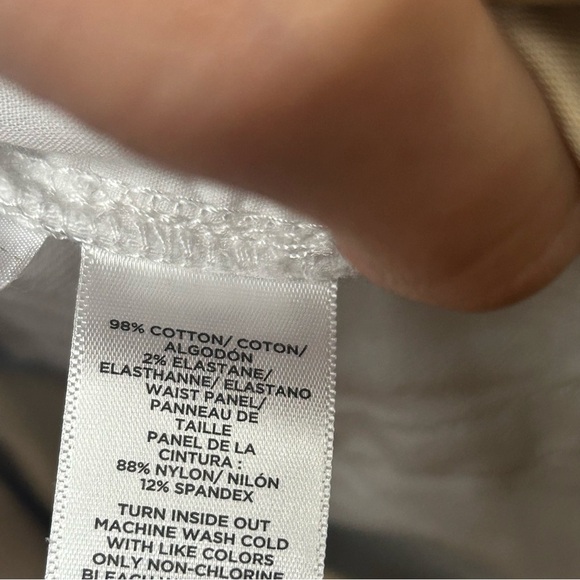 98% COTTON/ COTON/
ALGODÓN
2% ELASTANE/
ELASTHANNE/ ELASTANO
WAIST PANEL/
PANNEAU DE
TAILLE
PANEL DE LA
CINTURA :
88% NYLON/ NILÓN
12% SPANDEX
TURN INSIDE OUT
MACHINE WASH COLD
WITH LIKE COLORS
ONLY NON-CHLORINE
BLEACH